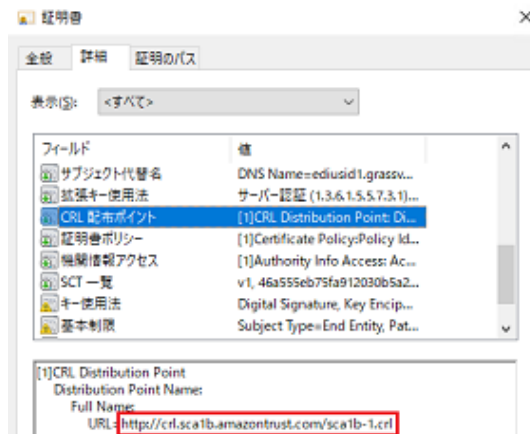 証明書
全般 詳細 証明のパス
表示(S): <すべて>
フィールド 値
サブジェクト代替名 DNS Name=ediusid1.grassv...
拡張キー使用法 サーバー認証 (1.3.6.1.5.5.7.3.1)...
CRL 配布ポイント [1]CRL Distribution Point: Di...
証明書ポリシー [1]Certificate Policy:Policy Id...
機関情報アクセス [1]Authority Info Access: Ac...
SCT 一覧 v1, 46a555eb75fa912030b5a2...
キー使用法 Digital Signature, Key Encip...
基本制限 Subject Type=End Entity, Pat...
[1]CRL Distribution Point
Distribution Point Name:
Full Name:
URL=http://crl.sca1b.amazontrust.com/sca1b-1.crl